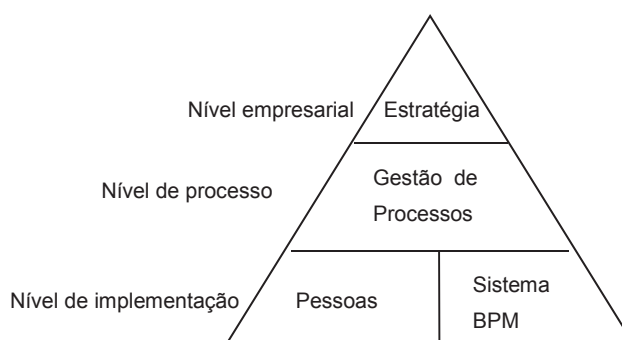 Nível empresarial Estratégia
Nível de processo
Gestão de
Processos
Nível de implementação
Pessoas
Sistema
BPM